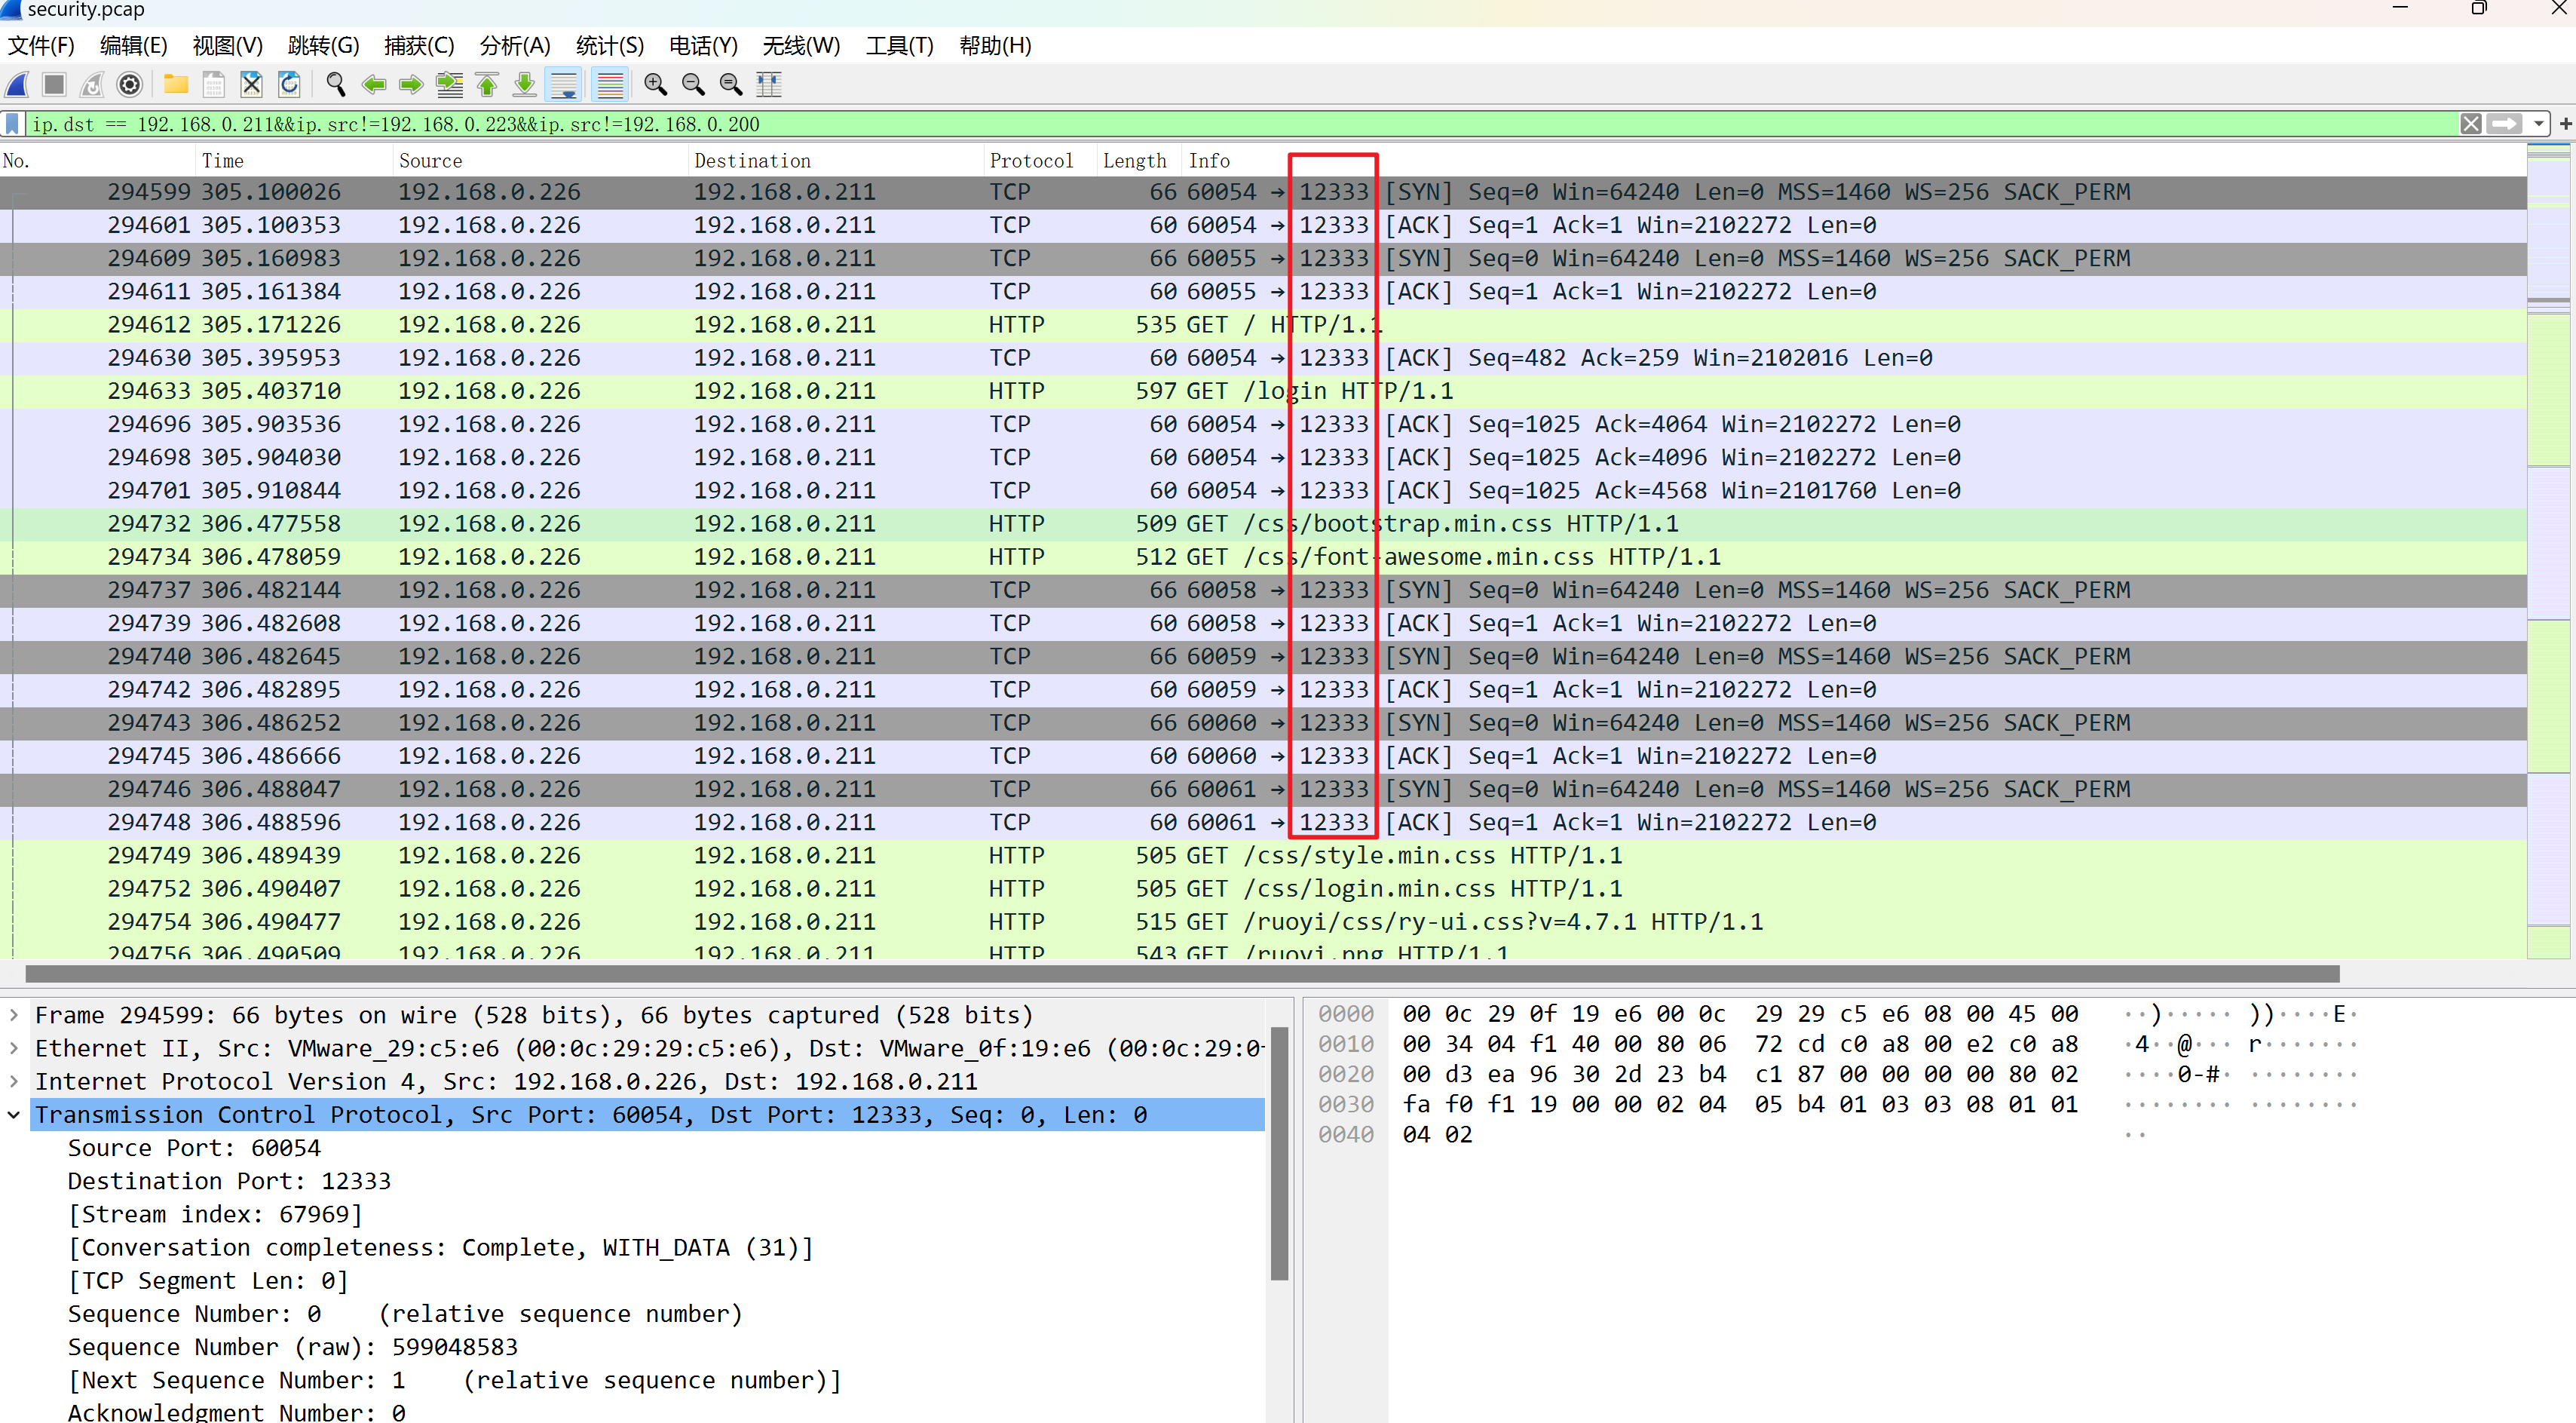 security.pcap
文件(F) 编辑(E) 视图(V) 跳转(G) 捕获(C) 分析(A) 统计(S) 电话(Y) 无线(W) 工具(T) 帮助(H)
ip.dst == 192.168.0.211&&ip.src!=192.168.0.223&&ip.src!=192.168.0.200
No. Time Source Destination Protocol Length Info
294599 305.100026 192.168.0.226 192.168.0.211 TCP 66 60054 → 12333 [SYN] Seq=0 Win=64240 Len=0 MSS=1460 WS=256 SACK_PERM
294601 305.100353 192.168.0.226 192.168.0.211 TCP 60 60054 → 12333 [ACK] Seq=1 Ack=1 Win=2102272 Len=0
294609 305.160983 192.168.0.226 192.168.0.211 TCP 66 60055 → 12333 [SYN] Seq=0 Win=64240 Len=0 MSS=1460 WS=256 SACK_PERM
294611 305.161384 192.168.0.226 192.168.0.211 TCP 60 60055 → 12333 [ACK] Seq=1 Ack=1 Win=2102272 Len=0
294612 305.171226 192.168.0.226 192.168.0.211 HTTP 535 GET / HTTP/1.1
294630 305.395953 192.168.0.226 192.168.0.211 TCP 60 60054 → 12333 [ACK] Seq=482 Ack=259 Win=2102016 Len=0
294633 305.403710 192.168.0.226 192.168.0.211 HTTP 597 GET /login HTTP/1.1
294696 305.903536 192.168.0.226 192.168.0.211 TCP 60 60054 → 12333 [ACK] Seq=1025 Ack=4064 Win=2102272 Len=0
294698 305.904030 192.168.0.226 192.168.0.211 TCP 60 60054 → 12333 [ACK] Seq=1025 Ack=4096 Win=2102272 Len=0
294701 305.910844 192.168.0.226 192.168.0.211 TCP 60 60054 → 12333 [ACK] Seq=1025 Ack=4568 Win=2101760 Len=0
294732 306.477558 192.168.0.226 192.168.0.211 HTTP 509 GET /css/bootstrap.min.css HTTP/1.1
294734 306.478059 192.168.0.226 192.168.0.211 HTTP 512 GET /css/font-awesome.min.css HTTP/1.1
294737 306.482144 192.168.0.226 192.168.0.211 TCP 66 60058 → 12333 [SYN] Seq=0 Win=64240 Len=0 MSS=1460 WS=256 SACK_PERM
294739 306.482608 192.168.0.226 192.168.0.211 TCP 60 60058 → 12333 [ACK] Seq=1 Ack=1 Win=2102272 Len=0
294740 306.482645 192.168.0.226 192.168.0.211 TCP 66 60059 → 12333 [SYN] Seq=0 Win=64240 Len=0 MSS=1460 WS=256 SACK_PERM
294742 306.482895 192.168.0.226 192.168.0.211 TCP 60 60059 → 12333 [ACK] Seq=1 Ack=1 Win=2102272 Len=0
294743 306.486252 192.168.0.226 192.168.0.211 TCP 66 60060 → 12333 [SYN] Seq=0 Win=64240 Len=0 MSS=1460 WS=256 SACK_PERM
294745 306.486666 192.168.0.226 192.168.0.211 TCP 60 60060 → 12333 [ACK] Seq=1 Ack=1 Win=2102272 Len=0
294746 306.488047 192.168.0.226 192.168.0.211 TCP 66 60061 → 12333 [SYN] Seq=0 Win=64240 Len=0 MSS=1460 WS=256 SACK_PERM
294748 306.488596 192.168.0.226 192.168.0.211 TCP 60 60061 → 12333 [ACK] Seq=1 Ack=1 Win=2102272 Len=0
294749 306.489439 192.168.0.226 192.168.0.211 HTTP 505 GET /css/style.min.css HTTP/1.1
294752 306.490407 192.168.0.226 192.168.0.211 HTTP 505 GET /css/login.min.css HTTP/1.1
294754 306.490477 192.168.0.226 192.168.0.211 HTTP 515 GET /ruoyi/css/ry-ui.css?v=4.7.1 HTTP/1.1
294756 306.490509 192.168.0.226 192.168.0.211 HTTP 543 GET /ruoyi.png HTTP/1.1
Frame 294599: 66 bytes on wire (528 bits), 66 bytes captured (528 bits)
Ethernet II, Src: VMware_29:c5:e6 (00:0c:29:29:c5:e6), Dst: VMware_0f:19:e6 (00:0c:29:0
Internet Protocol Version 4, Src: 192.168.0.226, Dst: 192.168.0.211
Transmission Control Protocol, Src Port: 60054, Dst Port: 12333, Seq: 0, Len: 0
Source Port: 60054
Destination Port: 12333
[Stream index: 67969]
[Conversation completeness: Complete, WITH_DATA (31)]
[TCP Segment Len: 0]
Sequence Number: 0 (relative sequence number)
Sequence Number (raw): 599048583
[Next Sequence Number: 1 (relative sequence number)]
Acknowledgment Number: 0
0000 00 0c 29 0f 19 e6 00 0c 29 29 c5 e6 08 00 45 00 ··)····· ))····E·
0010 00 34 04 f1 40 00 80 06 72 cd c0 a8 00 e2 c0 a8 ·4··@··· r·······
0020 00 d3 ea 96 30 2d 23 b4 c1 87 00 00 00 00 80 02 ····0-#· ········
0030 fa f0 f1 19 00 00 02 04 05 b4 01 03 03 08 01 01 ········ ········
0040 04 02 ··